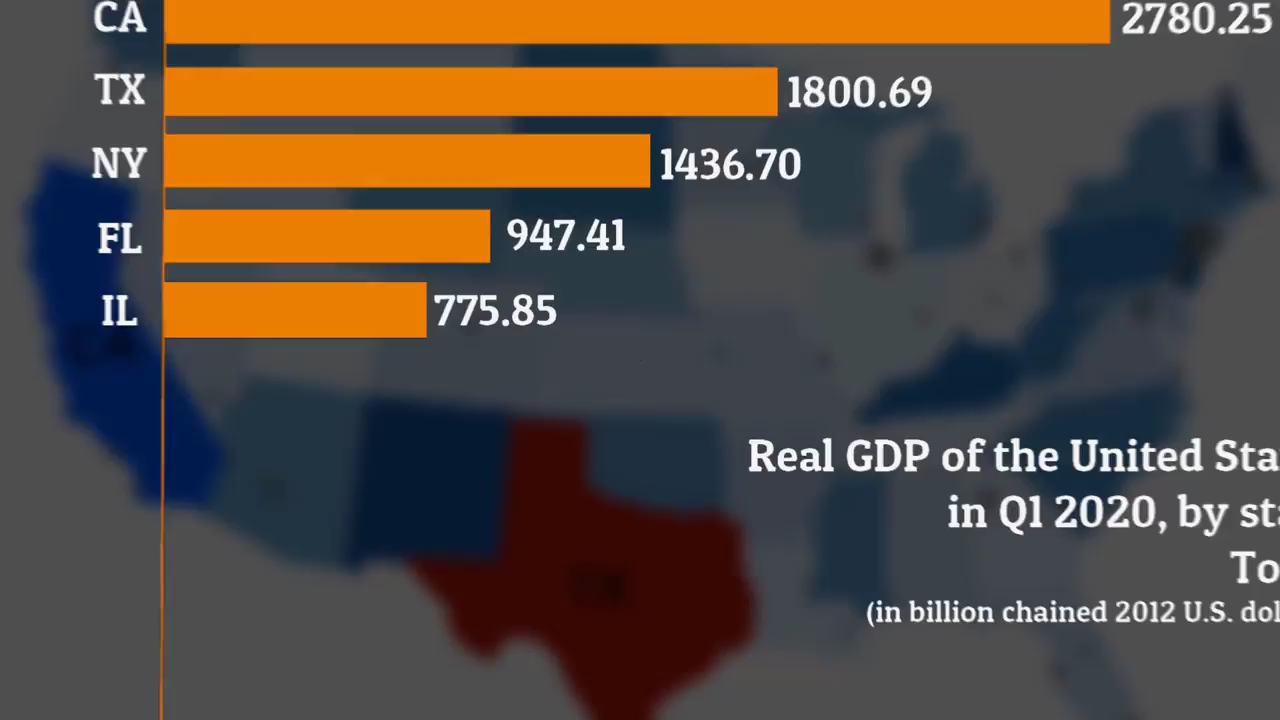 CA 2780.25
TX 1800.69
NY 1436.70
FL 947.41
IL 775.85
Real GDP of the United Sta
in Q1 2020, by sta
To
(in billion chained 2012 U.S. dol